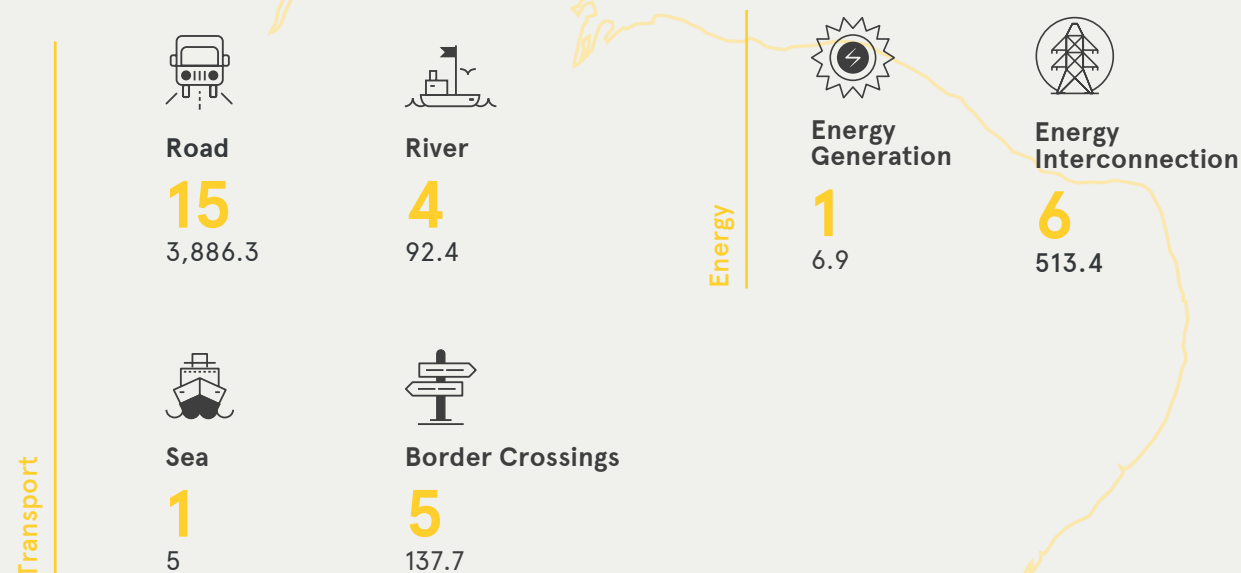 Transport
Road
15
3,886.3
River
4
92.4
Sea
1
5
Border Crossings
5
137.7
Energy
Energy
Generation
1
6.9
Energy
Interconnection
6
513.4